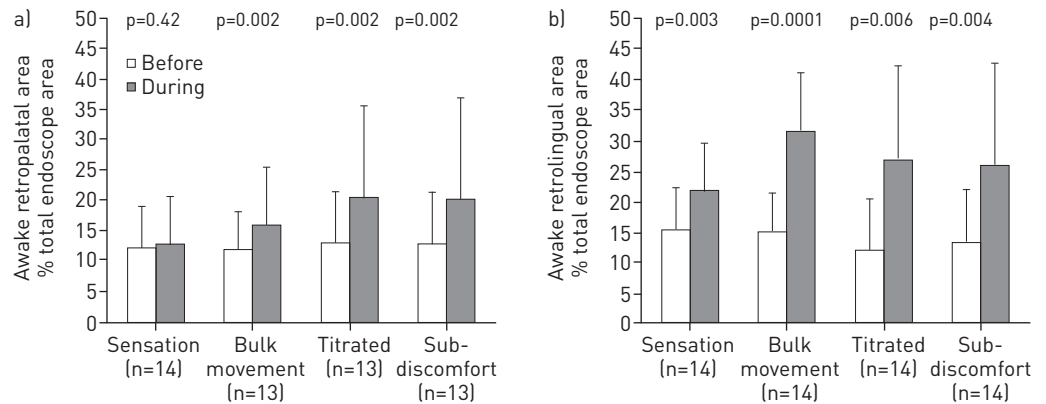 a)
Awake retropalatal area
% total endoscope area
50
45
40
35
30
25
20
15
10
5
0
p=0.42 p=0.002 p=0.002 p=0.002
Before
During
Sensation
(n=14)
Bulk
movement
(n=13)
Titrated
(n=13)
Sub-
discomfort
(n=13)
b)
Awake retrolingual area
% total endoscope area
50
45
40
35
30
25
20
15
10
5
0
p=0.003 p=0.0001 p=0.006 p=0.004
Sensation
(n=14)
Bulk
movement
(n=14)
Titrated
(n=14)
Sub-
discomfort
(n=14)